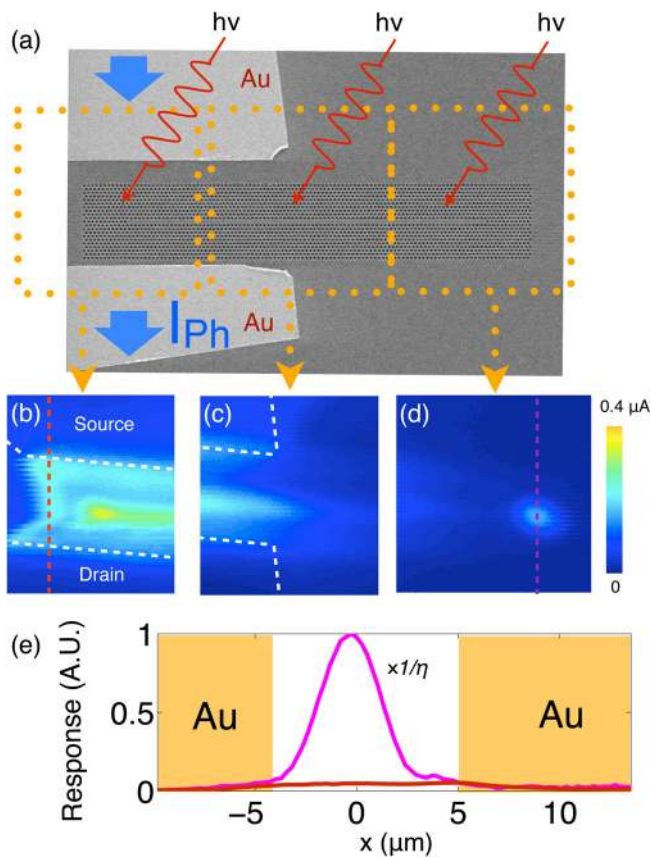 hν hν hν
(a)
Au
I_Ph
Au
(b) Source Drain
(c)
(d)
0.4 μA
0
(e)
Response (A.U.)
1
0.5
0
Au
×1/η
Au
−5 0 5 10
x (μm)